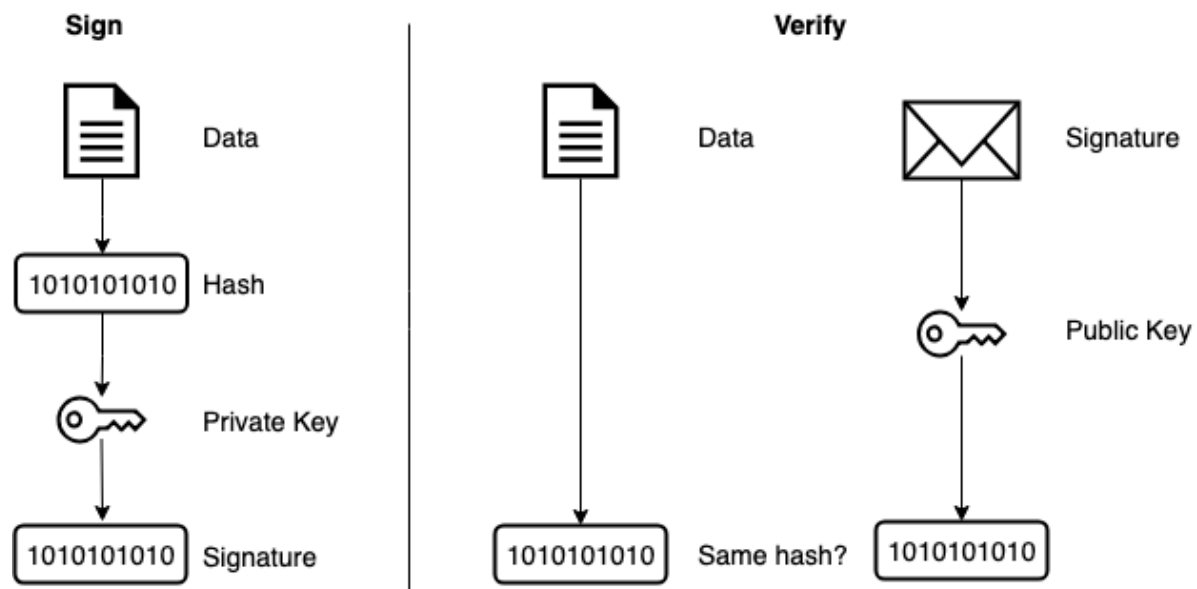 Sign
Data
1010101010 Hash
Private Key
1010101010 Signature
Verify
Data
Signature
Public Key
1010101010 Same hash? 1010101010